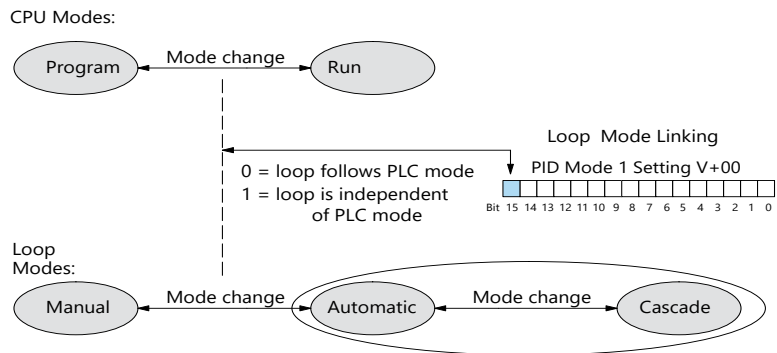 CPU Modes:
Program
Mode change
Run
Loop Mode Linking
0 = loop follows PLC mode
1 = loop is independent
of PLC mode
PID Mode 1 Setting V+00
Bit 15 14 13 12 11 10 9 8 7 6 5 4 3 2 1 0
Loop
Modes:
Manual
Mode change
Automatic
Mode change
Cascade